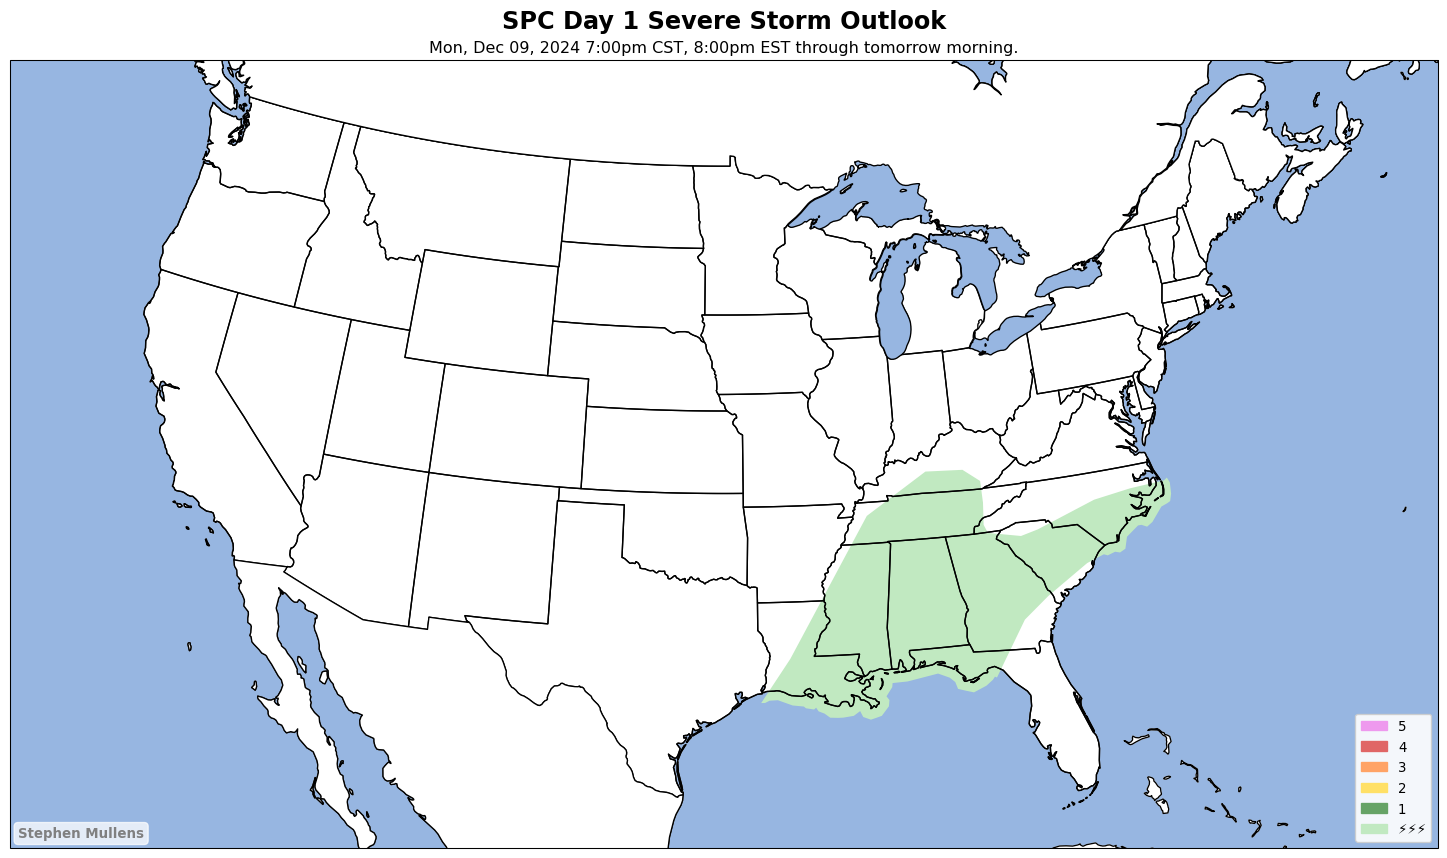 SPC Day 1 Severe Storm Outlook
Mon, Dec 09, 2024 7:00pm CST, 8:00pm EST through tomorrow morning.
5
4
3
2
1
⚡⚡⚡
Stephen Mullens